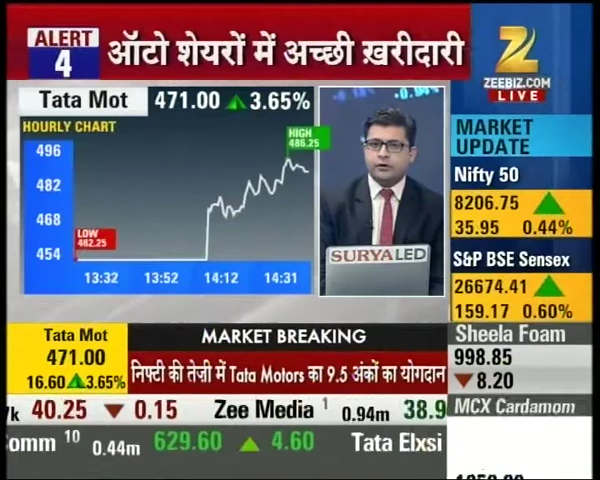 ALERT
4
ऑटो शेयरों में अच्छी ख़रीदारी
ZEEBIZ.COM
LIVE
Tata Mot 471.00 3.65%
HOURLY CHART
496
482
468
454
HIGH
486.25
LOW
462.25
13:32 13:52 14:12 14:31
SURYA LED
MARKET
UPDATE
Nifty 50
8206.75
35.95 0.44%
S&P BSE Sensex
26674.41
159.17 0.60%
Tata Mot
471.00
16.60 3.65%
MARKET BREAKING
निफ्टी की तेज़ी में Tata Motors का 9.5 अंकों का योगदान
Sheela Foam
998.85
8.20
MCX Cardamom
7k 40.25 0.15 Zee Media 1 0.94m 38.9
omm 10 0.44m 629.60 4.60 Tata Elxsi